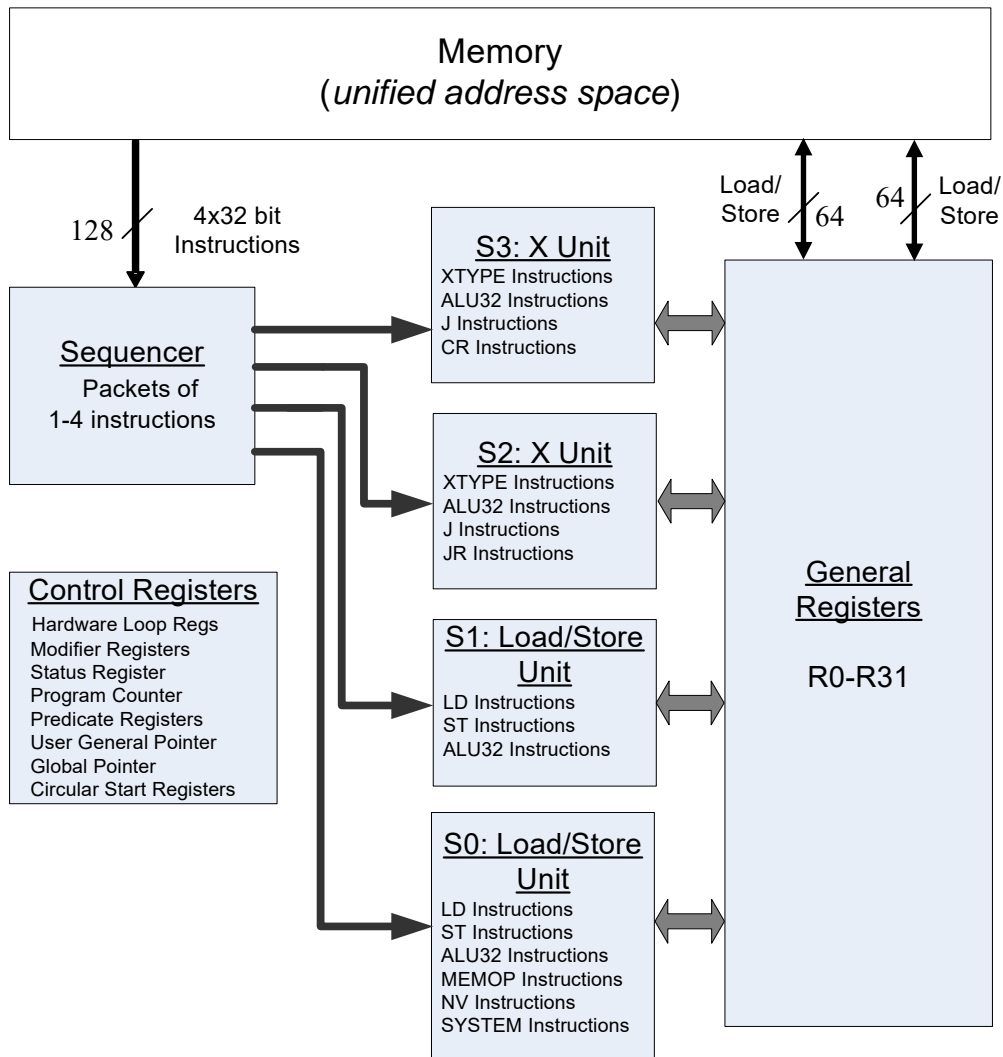 Memory
(unified address space)
128
4x32 bit
Instructions
Load/
Store
64
64
Load/
Store
Sequencer
Packets of
1-4 instructions
S3: X Unit
XTYPE Instructions
ALU32 Instructions
J Instructions
CR Instructions
S2: X Unit
XTYPE Instructions
ALU32 Instructions
J Instructions
JR Instructions
Control Registers
Hardware Loop Regs
Modifier Registers
Status Register
Program Counter
Predicate Registers
User General Pointer
Global Pointer
Circular Start Registers
S1: Load/Store
Unit
LD Instructions
ST Instructions
ALU32 Instructions
S0: Load/Store
Unit
LD Instructions
ST Instructions
ALU32 Instructions
MEMOP Instructions
NV Instructions
SYSTEM Instructions
General
Registers
R0-R31